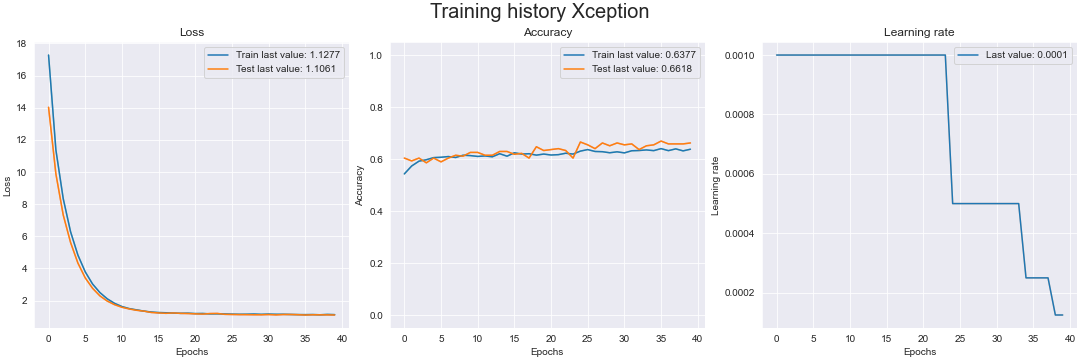 Training history Xception
Loss
Train last value: 1.1277
Test last value: 1.1061
18
16
14
12
10
8
6
4
2
Loss
0 5 10 15 20 25 30 35 40
Epochs
Accuracy
Train last value: 0.6377
Test last value: 0.6618
1.0
0.8
0.6
0.4
0.2
0.0
Accuracy
0 5 10 15 20 25 30 35 40
Epochs
Learning rate
Last value: 0.0001
0.0010
0.0008
0.0006
0.0004
0.0002
Learning rate
0 5 10 15 20 25 30 35 40
Epochs